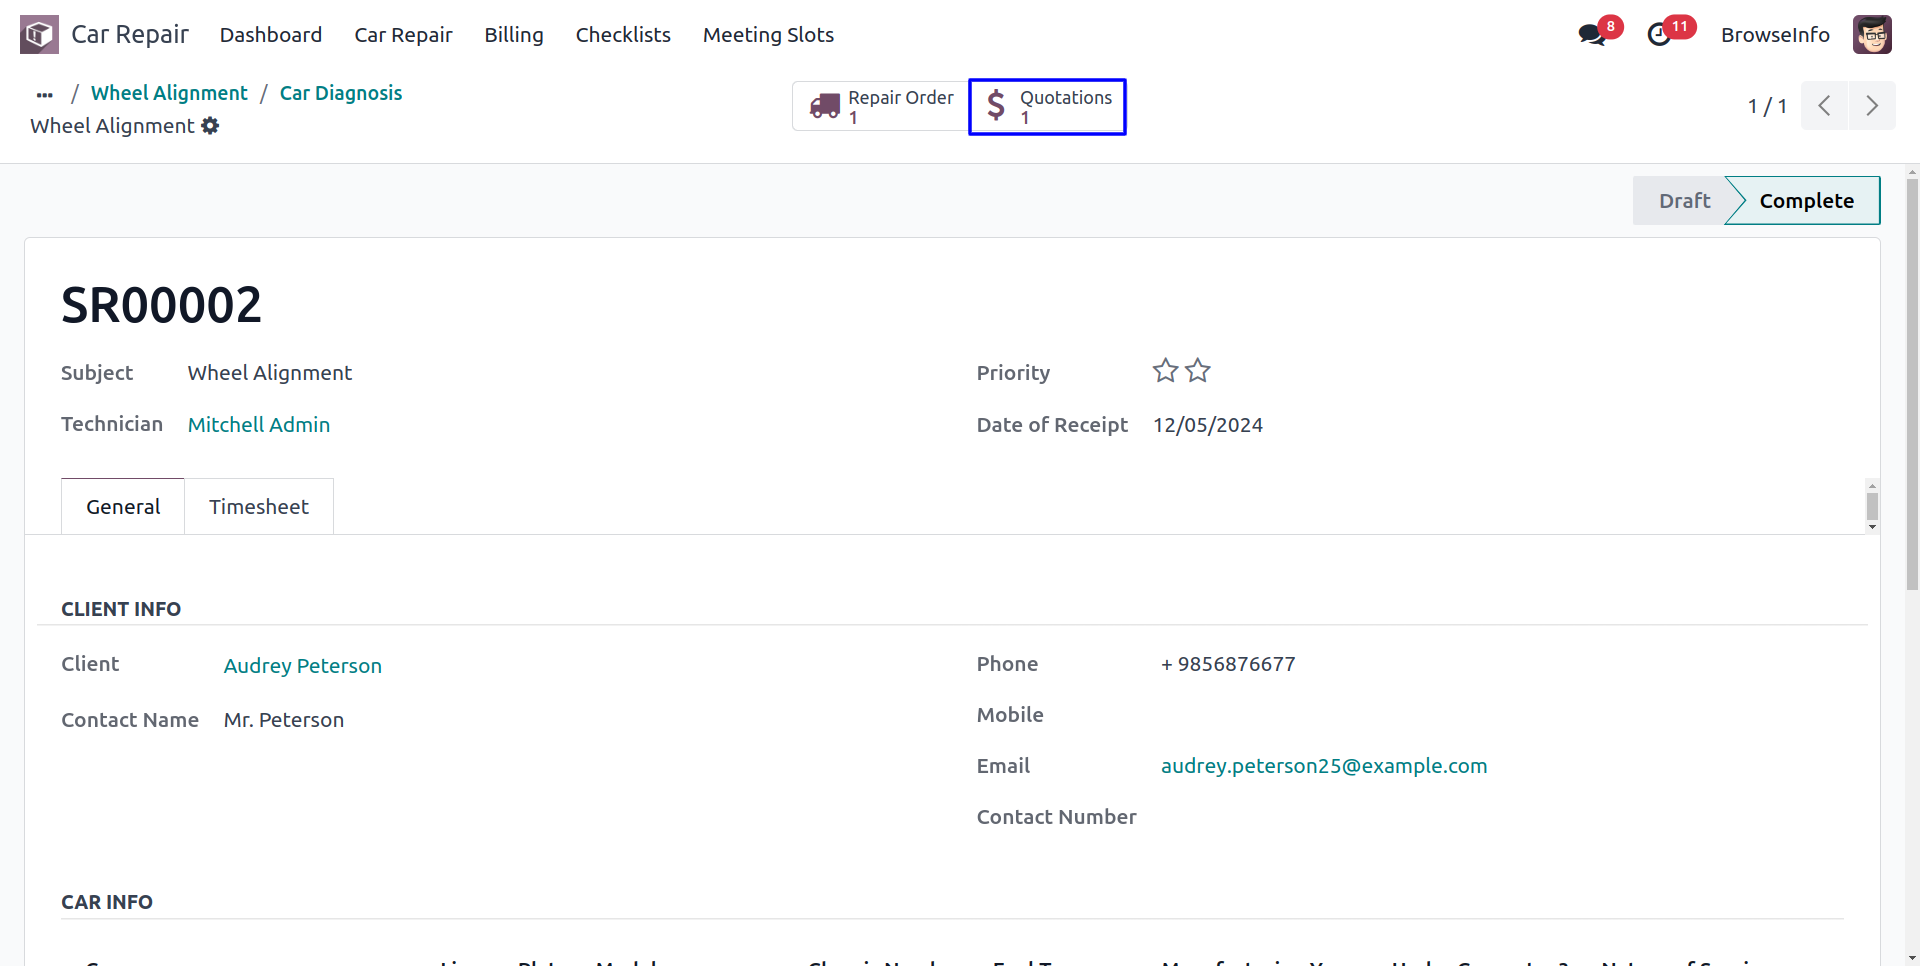 Car Repair Dashboard Car Repair Billing Checklists Meeting Slots 8 11 BrowseInfo
... / Wheel Alignment / Car Diagnosis
Wheel Alignment
Repair Order
1
Quotations
1
1 / 1
Draft Complete
SR00002
Subject Wheel Alignment
Priority
Technician Mitchell Admin
Date of Receipt 12/05/2024
General Timesheet
CLIENT INFO
Client Audrey Peterson
Phone + 9856876677
Contact Name Mr. Peterson
Mobile
Email audrey.peterson25@example.com
Contact Number
CAR INFO